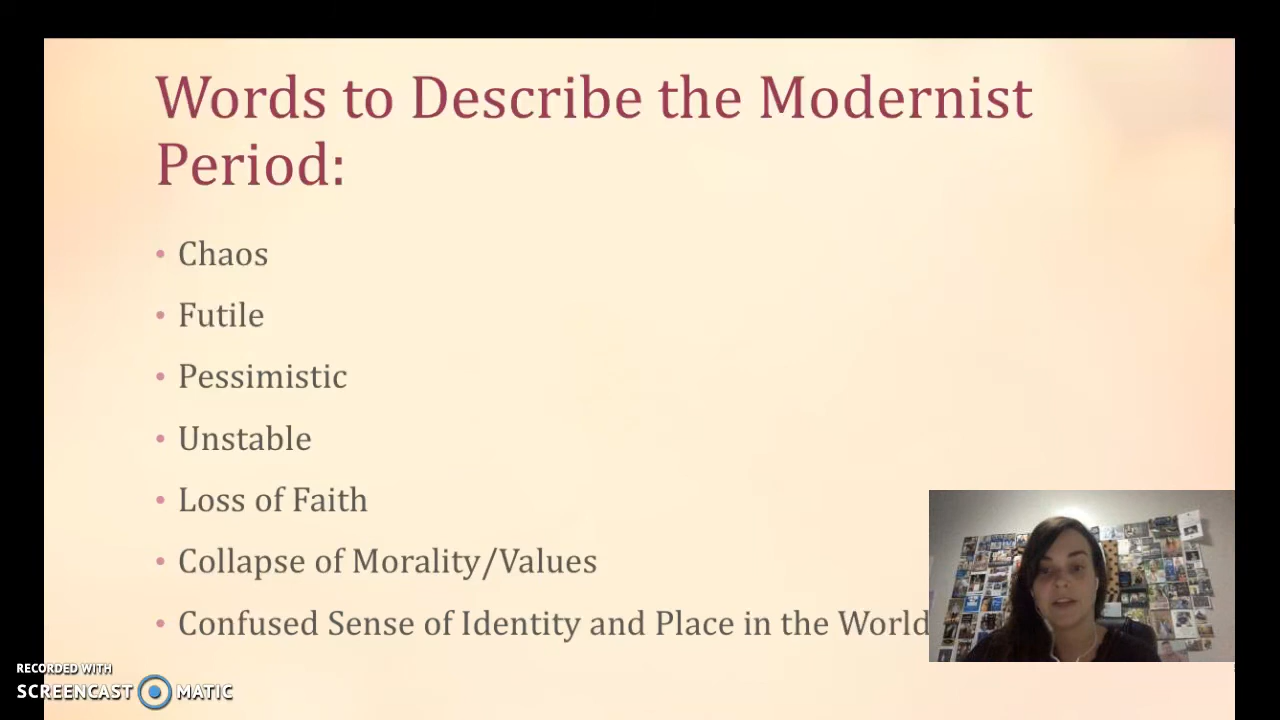 Words to Describe the Modernist
Period:
• Chaos
• Futile
• Pessimistic
• Unstable
• Loss of Faith
• Collapse of Morality/Values
• Confused Sense of Identity and Place in the World
RECORDED WITH
SCREENCAST MATIC